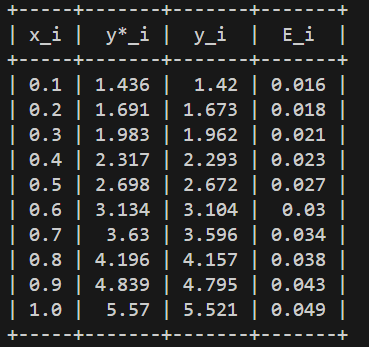 +-----+-------+-------+-------+
| x_i | y*_i | y_i | E_i |
+-----+-------+-------+-------+
| 0.1 | 1.436 | 1.42 | 0.016 |
| 0.2 | 1.691 | 1.673 | 0.018 |
| 0.3 | 1.983 | 1.962 | 0.021 |
| 0.4 | 2.317 | 2.293 | 0.023 |
| 0.5 | 2.698 | 2.672 | 0.027 |
| 0.6 | 3.134 | 3.104 | 0.03 |
| 0.7 | 3.63 | 3.596 | 0.034 |
| 0.8 | 4.196 | 4.157 | 0.038 |
| 0.9 | 4.839 | 4.795 | 0.043 |
| 1.0 | 5.57 | 5.521 | 0.049 |
+-----+-------+-------+-------+